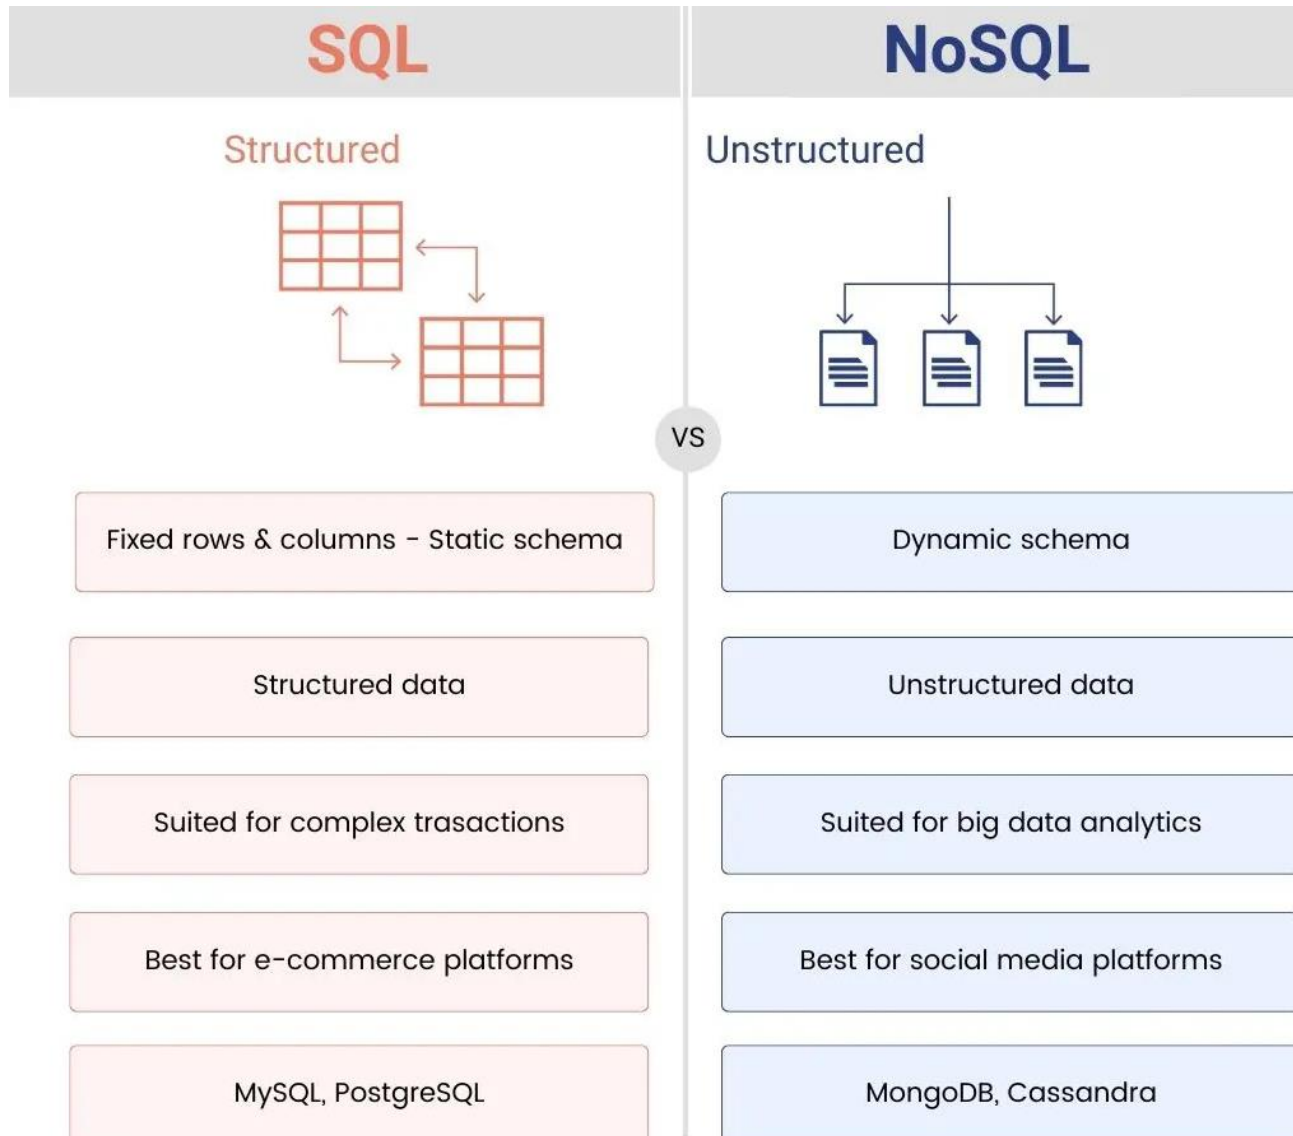 SQL
NoSQL
Structured
Unstructured
VS
Fixed rows & columns - Static schema
Dynamic schema
Structured data
Unstructured data
Suited for complex trasactions
Suited for big data analytics
Best for e-commerce platforms
Best for social media platforms
MySQL, PostgreSQL
MongoDB, Cassandra